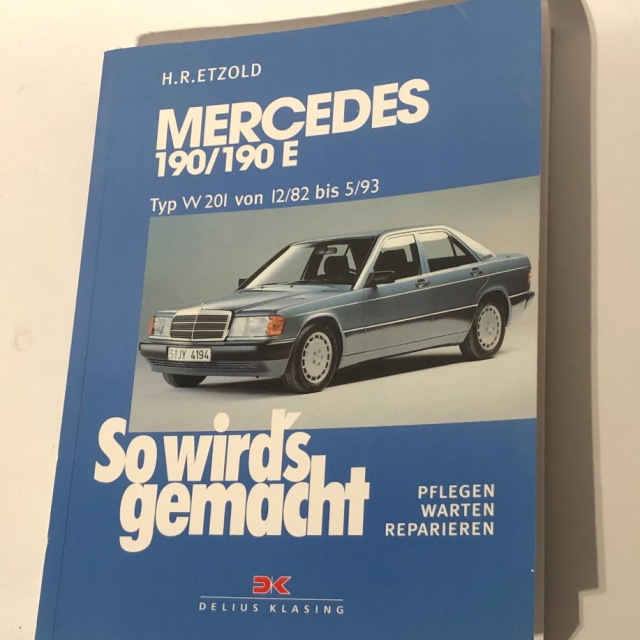 H.R.ETZOLD
MERCEDES
190/190 E
Typ W 201 von 12/82 bis 5/93
S:JY 4194
So wird's
gemacht
PFLEGEN
WARTEN
REPARIEREN
DK
DELIUS KLASING